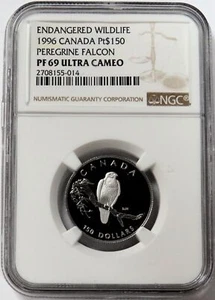 ENDANGERED WILDLIFE
1996 CANADA Pt$150
PEREGRINE FALCON
PF 69 ULTRA CAMEO
2708155-014
NUMISMATIC GUARANTY CORPORATION
NGC
CANADA
150 DOLLARS